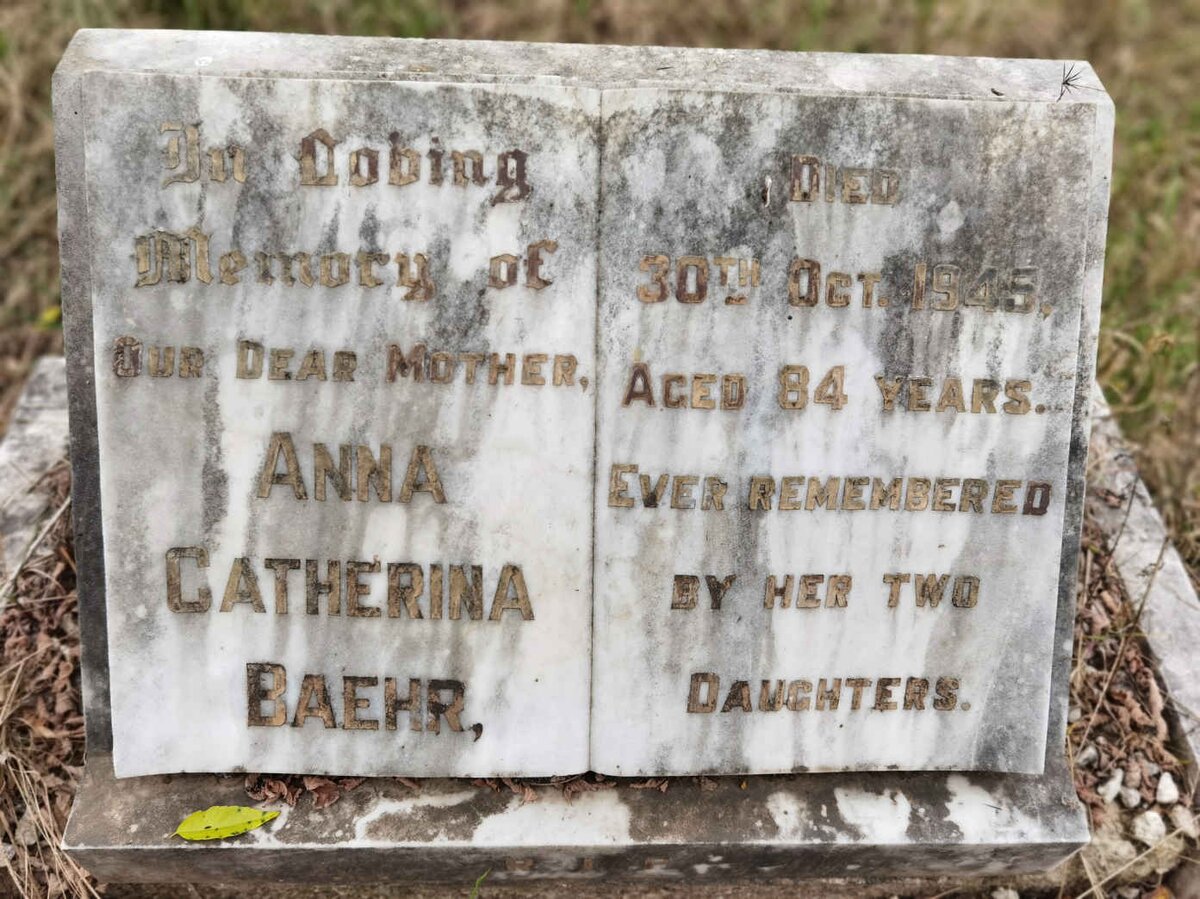 In Loving
Memory of
OUR DEAR MOTHER,
ANNA
CATHERINA
BAEHR,
DIED
30TH OCT. 1945,
AGED 84 YEARS.
EVER REMEMBERED
BY HER TWO
DAUGHTERS.